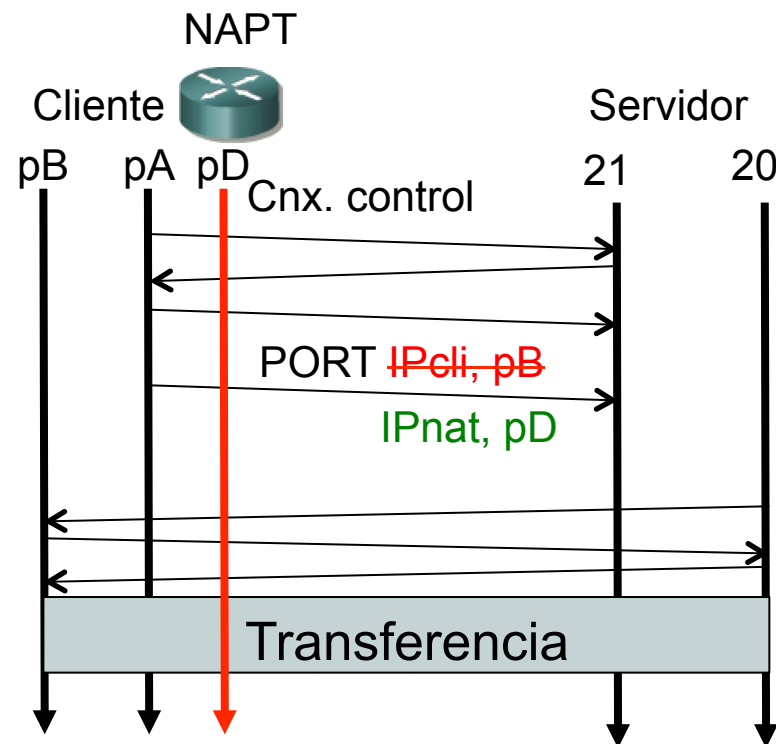 NAPT
Cliente
Servidor
pB pA pD 21 20
Cnx. control
PORT IPcli, pB
IPnat, pD
Transferencia